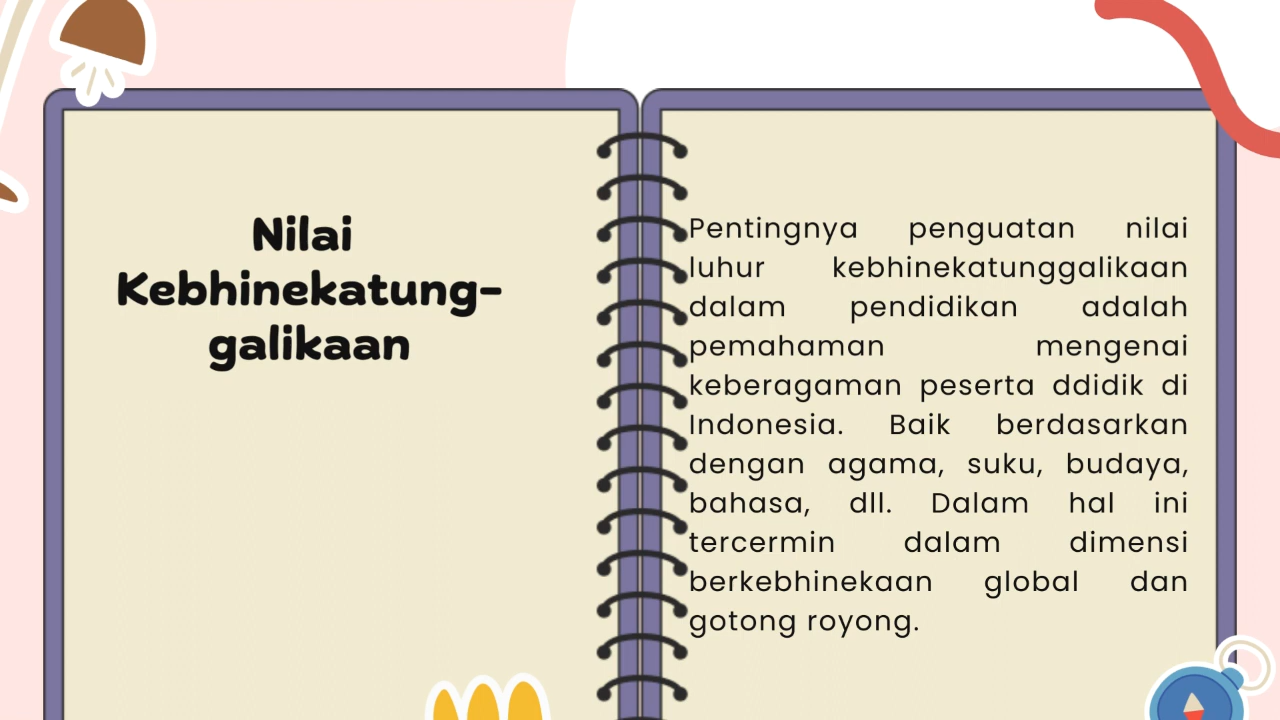 Nilai
Kebhinekatung-
galikaan
Pentingnya penguatan nilai
luhur kebhinekatunggalikaan
dalam pendidikan adalah
pemahaman mengenai
keberagaman peserta ddidik di
Indonesia. Baik berdasarkan
dengan agama, suku, budaya,
bahasa, dll. Dalam hal ini
tercermin dalam dimensi
berkebhinekaan global dan
gotong royong.